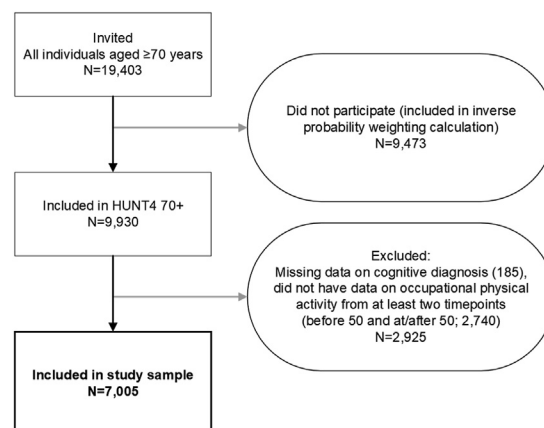 Invited
All individuals aged ≥70 years
N=19,403
Did not participate (included in inverse
probability weighting calculation)
N=9,473
Included in HUNT4 70+
N=9,930
Excluded:
Missing data on cognitive diagnosis (185),
did not have data on occupational physical
activity from at least two timepoints
(before 50 and at/after 50; 2,740)
N=2,925
Included in study sample
N=7,005